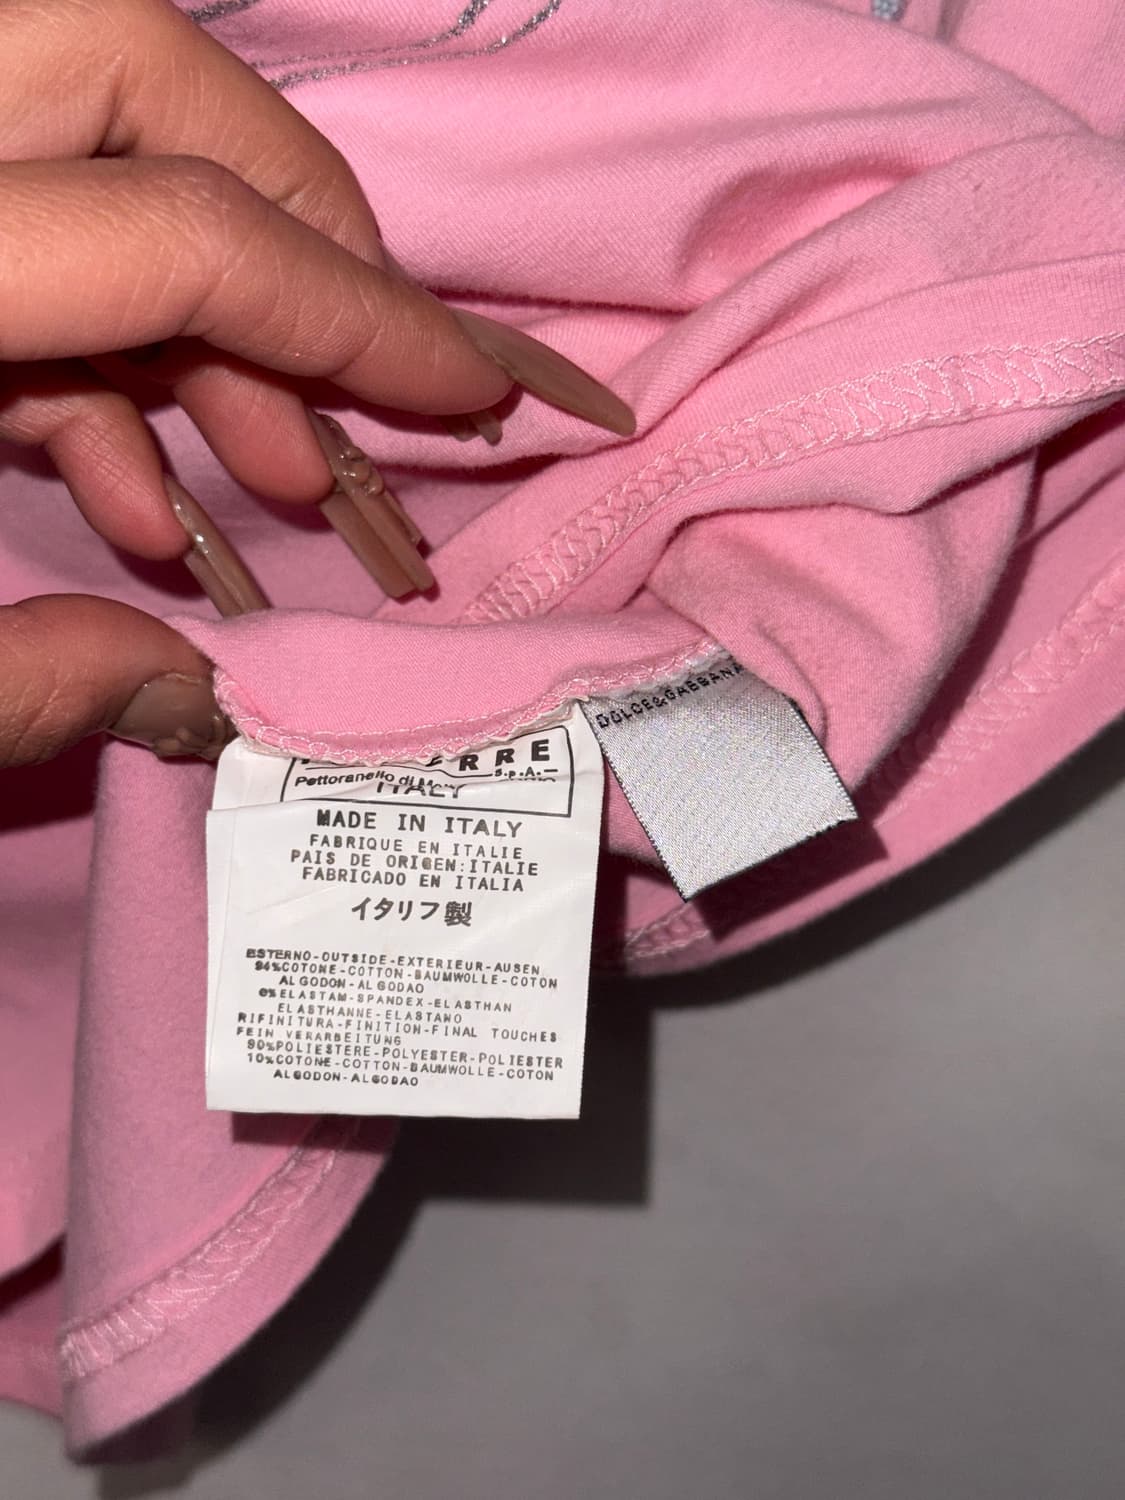 RRE
S.p.A.
Pettoranello di
ITALY
DOLCE&GABBANA
MADE IN ITALY
FABRIQUE EN ITALIE
PAIS DE ORIGEN:ITALIE
FABRICADO EN ITALIA
イタリフ製
ESTERNO-OUTSIDE-EXTERIEUR-AUSEN
94%COTONE-COTTON-BAUMWOLLE-COTON
ALGODON-ALGODAO
6%ELASTAM-SPANDEX-ELASTHAN
ELASTHANNE-ELASTANO
RIFINITURA-FINITION-FINAL TOUCHES
FEIN VERARBEITUNG
90%POLIESTERE-POLYESTER-POLIESTER
10%COTONE-COTTON-BAUMWOLLE-COTON
ALGODON-ALGODAO